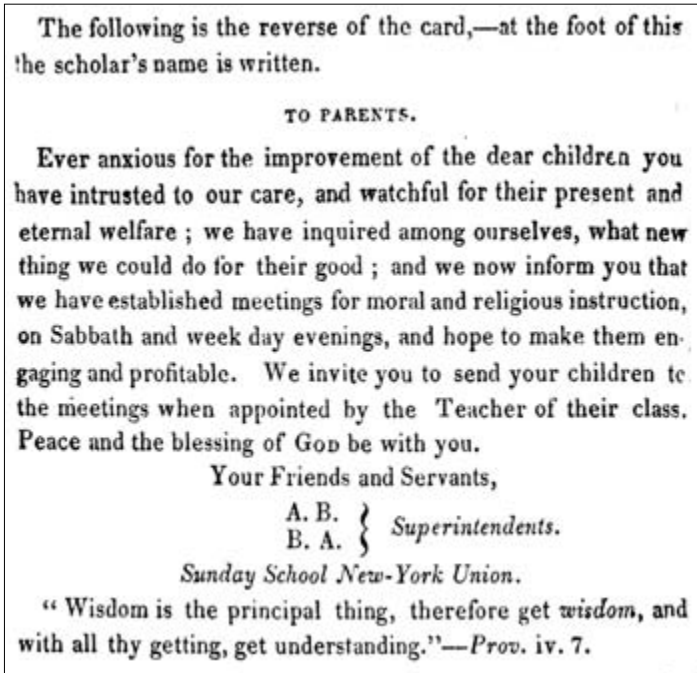 The following is the reverse of the card,—at the foot of this
the scholar's name is written.
TO PARENTS.
Ever anxious for the improvement of the dear children you
have intrusted to our care, and watchful for their present and
eternal welfare ; we have inquired among ourselves, what new
thing we could do for their good ; and we now inform you that
we have established meetings for moral and religious instruction,
on Sabbath and week day evenings, and hope to make them en-
gaging and profitable. We invite you to send your children to
the meetings when appointed by the Teacher of their class.
Peace and the blessing of GOD be with you.
Your Friends and Servants,
A. B.
B. A. } Superintendents.
Sunday School New-York Union.
“ Wisdom is the principal thing, therefore get wisdom, and
with all thy getting, get understanding.”—Prov. iv. 7.